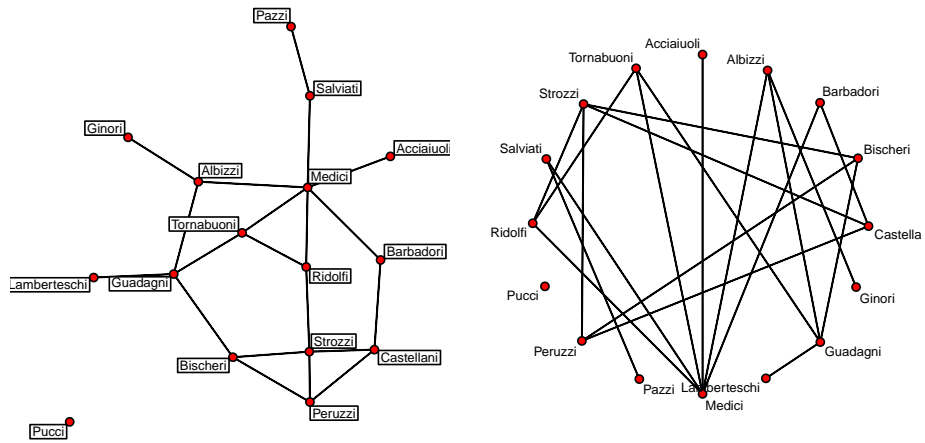 Pazzi
Salviati
Ginori
Acciaiuoli
Albizzi
Medici
Tornabuoni
Barbadori
Ridolfi
Lamberteschi
Guadagni
Strozzi
Bischeri
Castellani
Peruzzi
Pucci
Acciaiuoli
Tornabuoni
Albizzi
Strozzi
Barbadori
Salviati
Bischeri
Ridolfi
Castella
Pucci
Ginori
Peruzzi
Guadagni
Pazzi
Lamberteschi
Medici